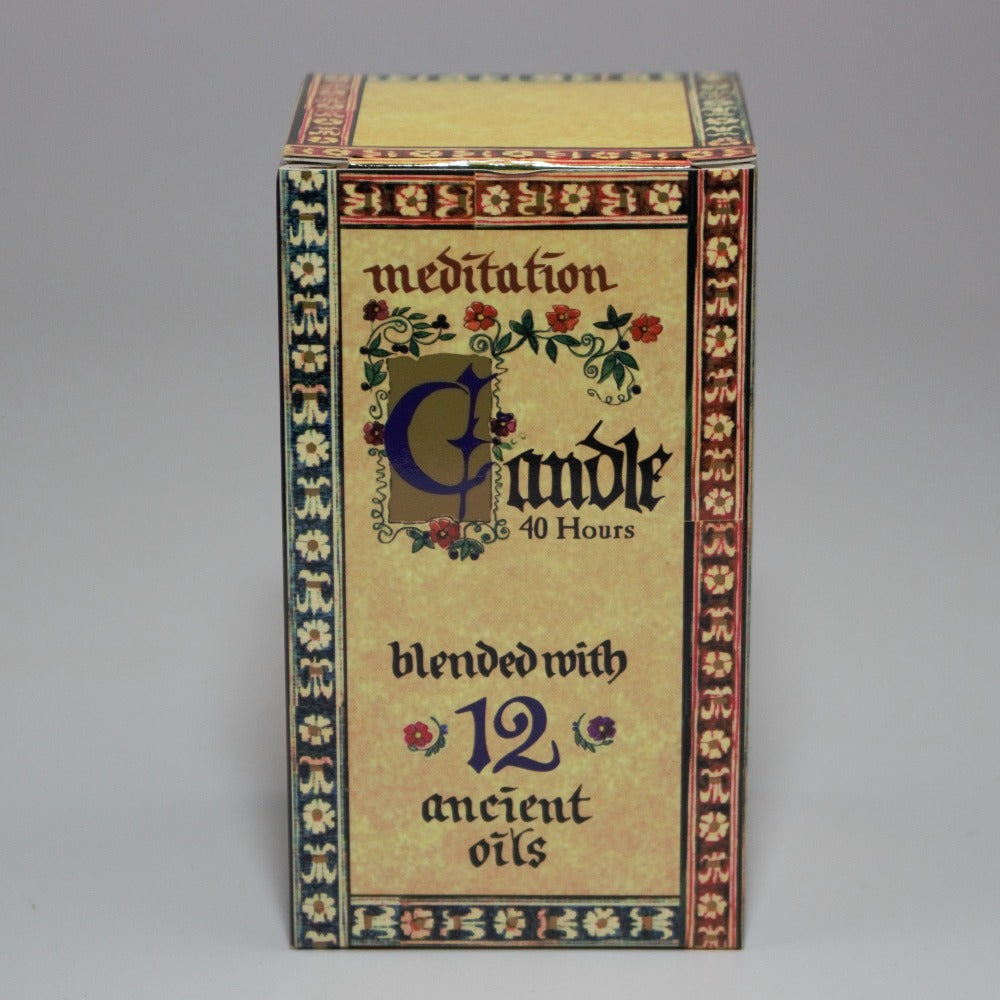 meditation
Candle
40 Hours
blended with
12
ancient
oils